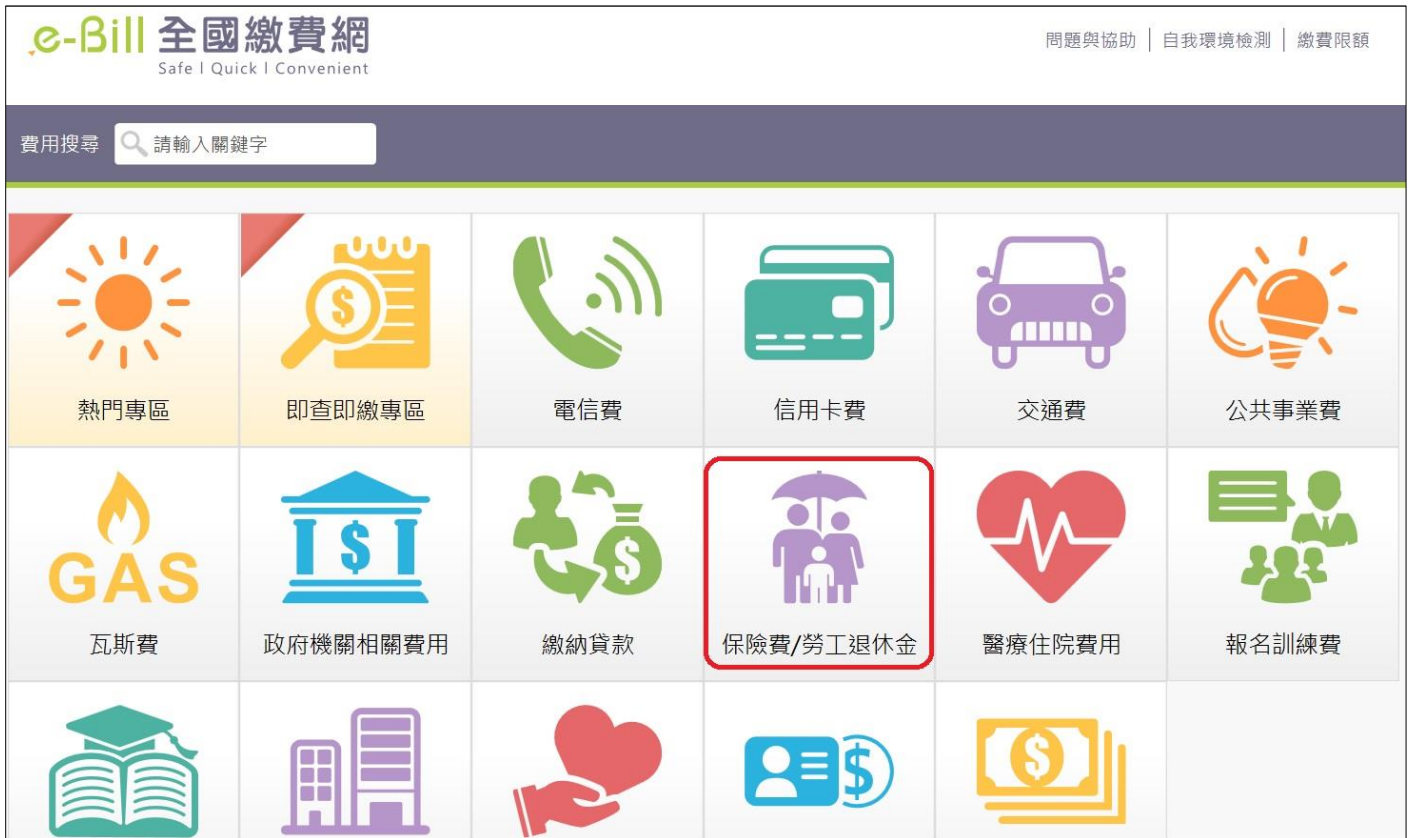 e-Bill 全國繳費網
Safe I Quick I Convenient
問題與協助 | 自我環境檢測 | 繳費限額
費用搜尋 請輸入關鍵字
熱門專區 即查即繳專區 電信費 信用卡費 交通費 公共事業費
GAS
瓦斯費 政府機關相關費用 繳納貸款 保險費/勞工退休金 醫療住院費用 報名訓練費